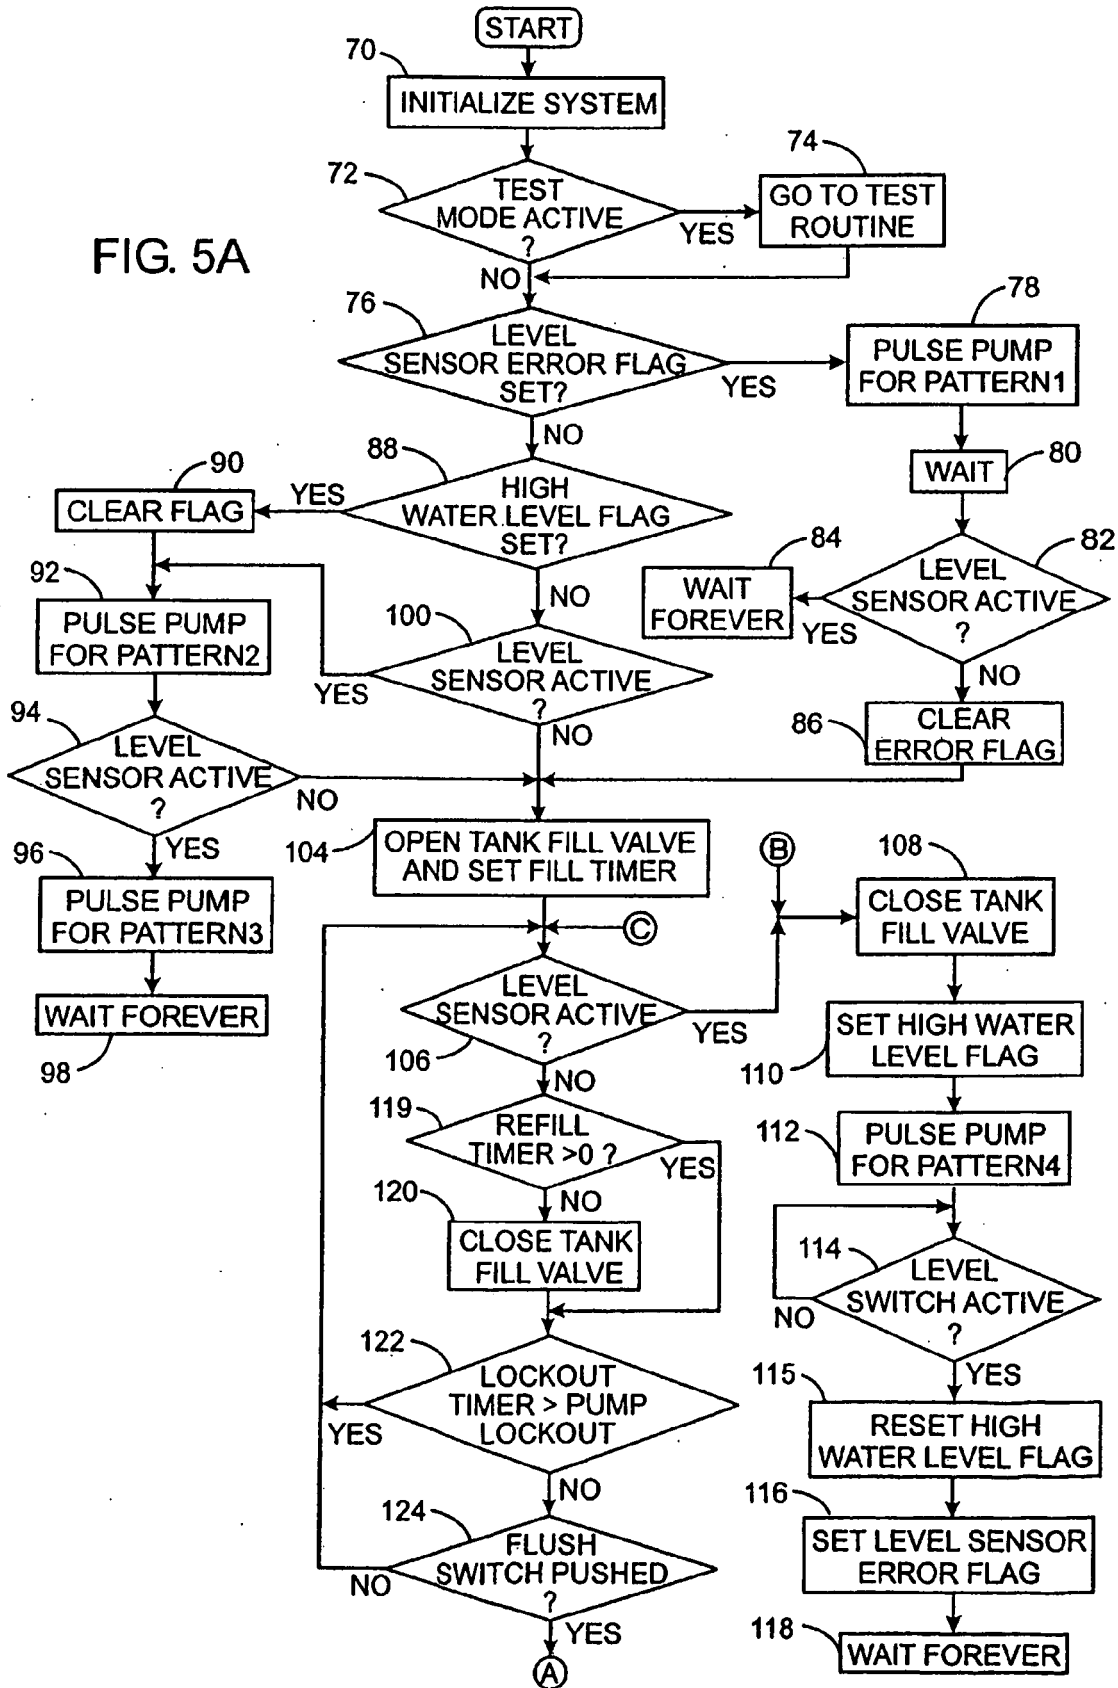 START
70
INITIALIZE SYSTEM
72
TEST
MODE ACTIVE
?
YES
74
GO TO TEST
ROUTINE
FIG. 5A
NO
76
LEVEL
SENSOR ERROR FLAG
SET?
YES
78
PULSE PUMP
FOR PATTERN1
NO
80
WAIT
88
HIGH
WATER LEVEL FLAG
SET?
YES
90
CLEAR FLAG
82
LEVEL
SENSOR ACTIVE
?
YES
84
WAIT
FOREVER
NO
92
PULSE PUMP
FOR PATTERN2
NO
100
LEVEL
SENSOR ACTIVE
?
YES
NO
86
CLEAR
ERROR FLAG
94
LEVEL
SENSOR ACTIVE
?
NO
YES
104
OPEN TANK FILL VALVE
AND SET FILL TIMER
96
PULSE PUMP
FOR PATTERN3
B
108
CLOSE TANK
FILL VALVE
C
WAIT FOREVER
98
LEVEL
SENSOR ACTIVE
?
106
YES
NO
SET HIGH WATER
LEVEL FLAG
110
119
REFILL
TIMER >0 ?
YES
NO
112
PULSE PUMP
FOR PATTERN4
120
CLOSE TANK
FILL VALVE
114
LEVEL
SWITCH ACTIVE
?
NO
YES
122
LOCKOUT
TIMER > PUMP
LOCKOUT
YES
NO
115
RESET HIGH
WATER LEVEL FLAG
124
FLUSH
SWITCH PUSHED
?
NO
YES
A
116
SET LEVEL SENSOR
ERROR FLAG
118
WAIT FOREVER